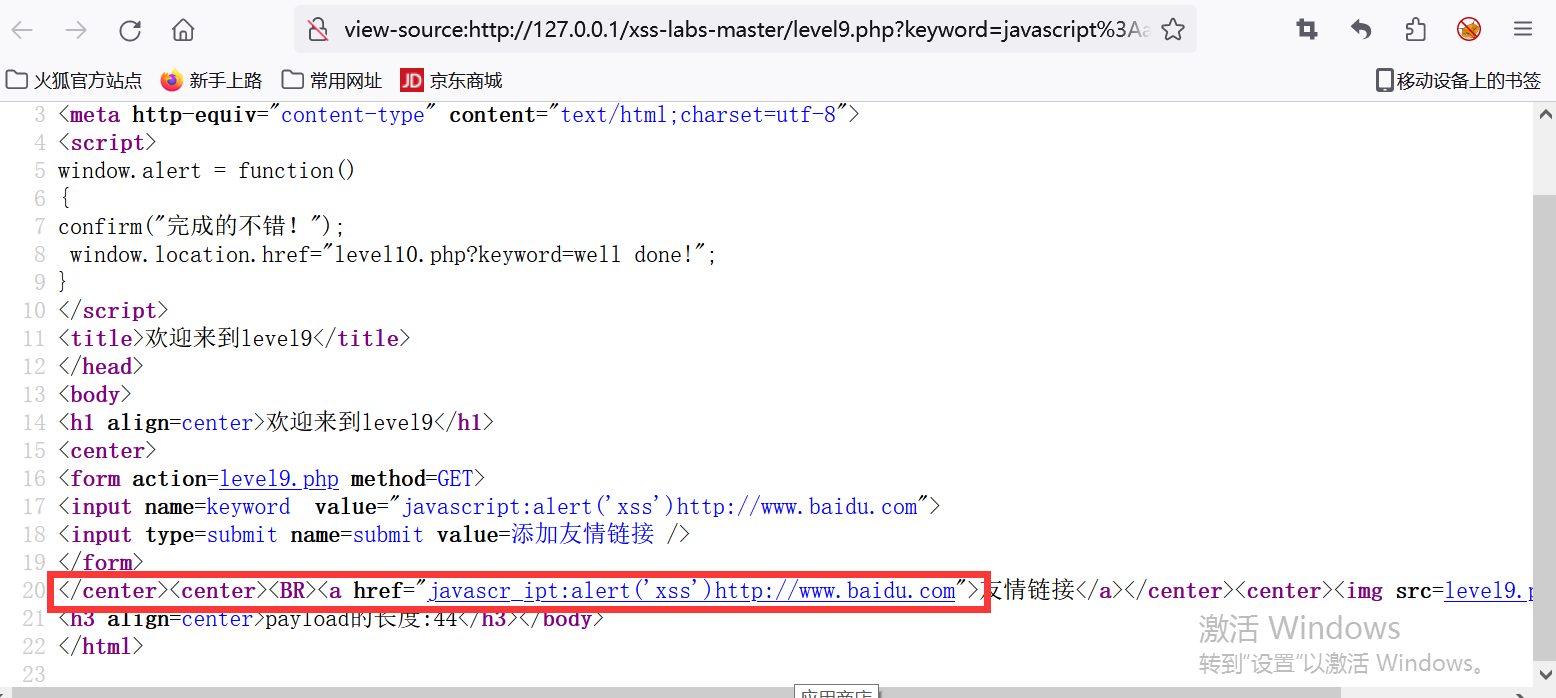 view-source:http://127.0.0.1/xss-labs-master/level9.php?keyword=javascript%3Aa
火狐官方站点 新手上路 常用网址 JD 京东商城 移动设备上的书签
3 <meta http-equiv="content-type" content="text/html;charset=utf-8">
4 <script>
5 window.alert = function()
6 {
7 confirm("完成的不错！");
8  window.location.href="level10.php?keyword=well done!";
9 }
10 </script>
11 <title>欢迎来到level9</title>
12 </head>
13 <body>
14 <h1 align=center>欢迎来到level9</h1>
15 <center>
16 <form action=level9.php method=GET>
17 <input name=keyword  value="javascript:alert('xss')http://www.baidu.com">
18 <input type=submit name=submit value=添加友情链接 />
19 </form>
20 </center><center><BR><a href="javascr_ipt:alert('xss')http://www.baidu.com">友情链接</a></center><center><img src=level9.p
21 <h3 align=center>payload的长度:44</h3></body>
22 </html>
23
激活 Windows
转到"设置"以激活 Windows。
应用商店